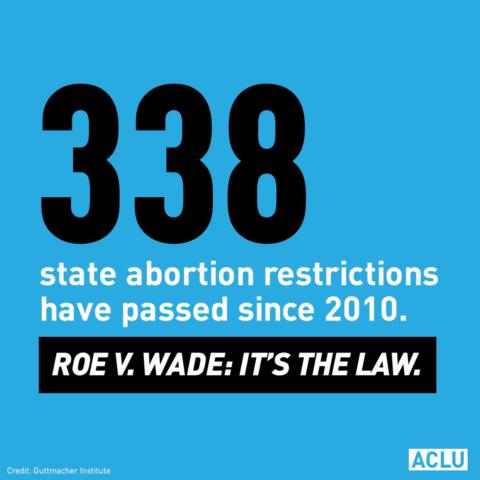 338
state abortion restrictions
have passed since 2010.
ROE V. WADE: IT'S THE LAW.
ACLU
Credit: Guttmacher Institute